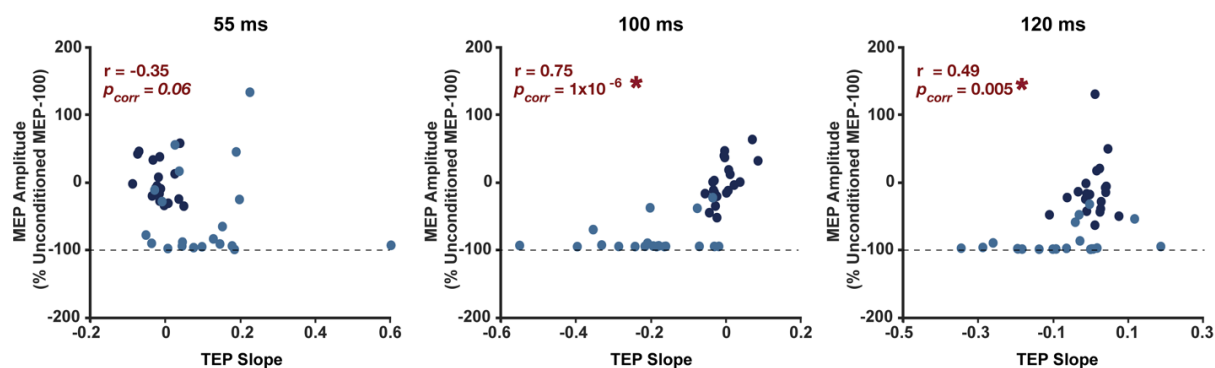 55 ms
100 ms
120 ms
MEP Amplitude
(% Unconditioned MEP-100)
200
100
0
-100
-200
r = -0.35
p_corr = 0.06
-0.2
0
0.2
0.4
0.6
TEP Slope
MEP Amplitude
(% Unconditioned MEP-100)
200
100
0
-100
-200
r = 0.75
p_corr = 1x10^-6 *
-0.6
-0.4
-0.2
0
0.2
TEP Slope
MEP Amplitude
(% Unconditioned MEP-100)
200
100
0
-100
-200
r = 0.49
p_corr = 0.005 *
-0.5
-0.3
-0.1
0.1
0.3
TEP Slope